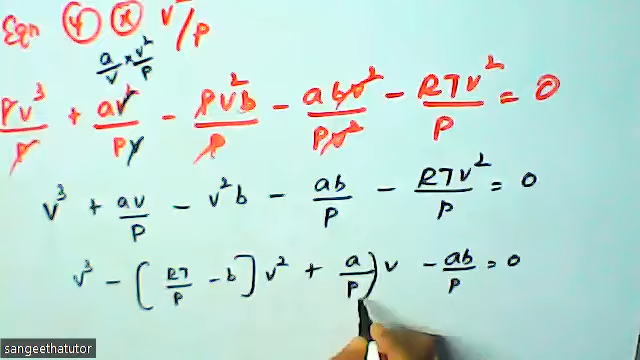 Eqn (4) (x) v²/p
a/v × v²/p
Pv³/P + av²/Pv - Pv²b/P - abv²/Pv² - RTv²/P = 0
v³ + av/P - v²b - ab/P - RTv²/P = 0
v³ - [RT/P - b] v² + a/P) v - ab/P = 0
sangeethatutor